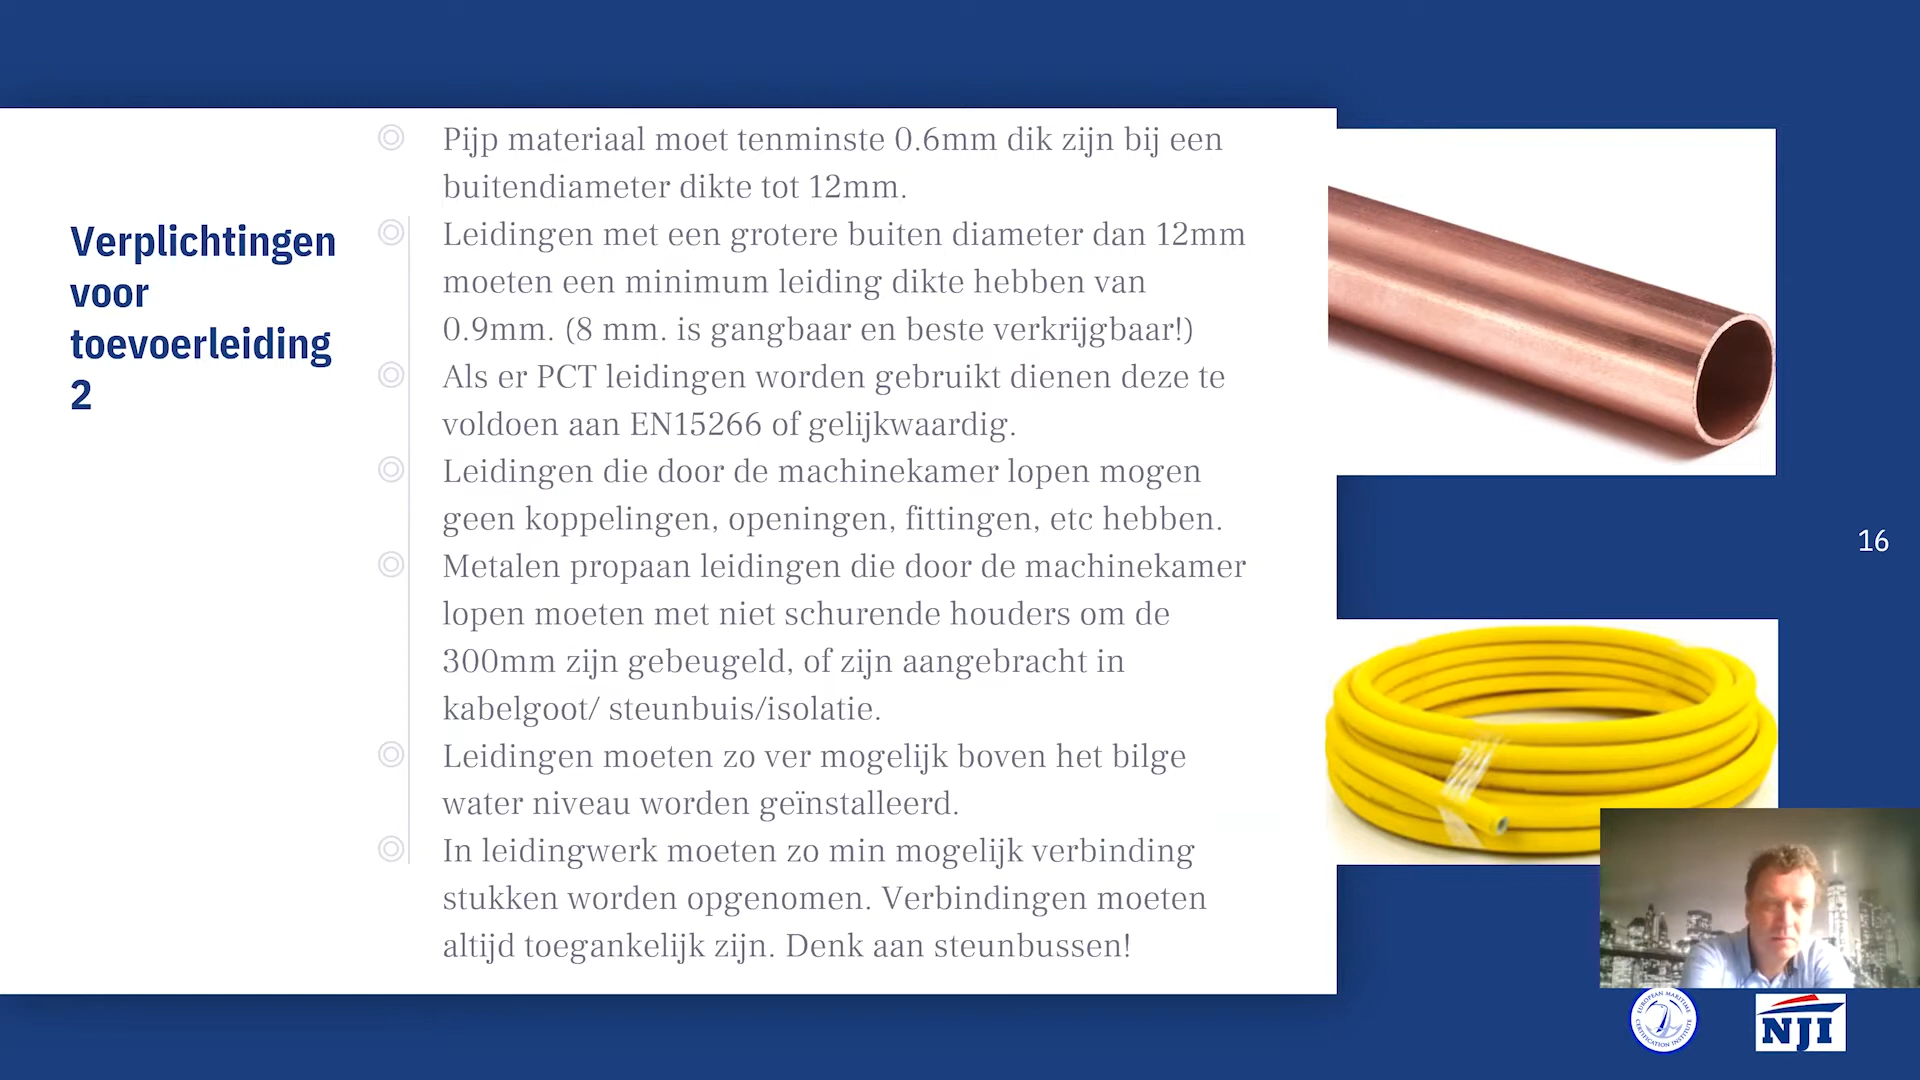 Verplichtingen
voor
toevoerleiding
2
Pijp materiaal moet tenminste 0.6mm dik zijn bij een
buitendiameter dikte tot 12mm.
Leidingen met een grotere buiten diameter dan 12mm
moeten een minimum leiding dikte hebben van
0.9mm. (8 mm. is gangbaar en beste verkrijgbaar!)
Als er PCT leidingen worden gebruikt dienen deze te
voldoen aan EN15266 of gelijkwaardig.
Leidingen die door de machinekamer lopen mogen
geen koppelingen, openingen, fittingen, etc hebben.
Metalen propaan leidingen die door de machinekamer
lopen moeten met niet schurende houders om de
300mm zijn gebeugeld, of zijn aangebracht in
kabelgoot/ steunbuis/isolatie.
Leidingen moeten zo ver mogelijk boven het bilge
water niveau worden geïnstalleerd.
In leidingwerk moeten zo min mogelijk verbinding
stukken worden opgenomen. Verbindingen moeten
altijd toegankelijk zijn. Denk aan steunbussen!
16
EUROPEAN MARITIME
CERTIFICATION INSTITUTE
NJI